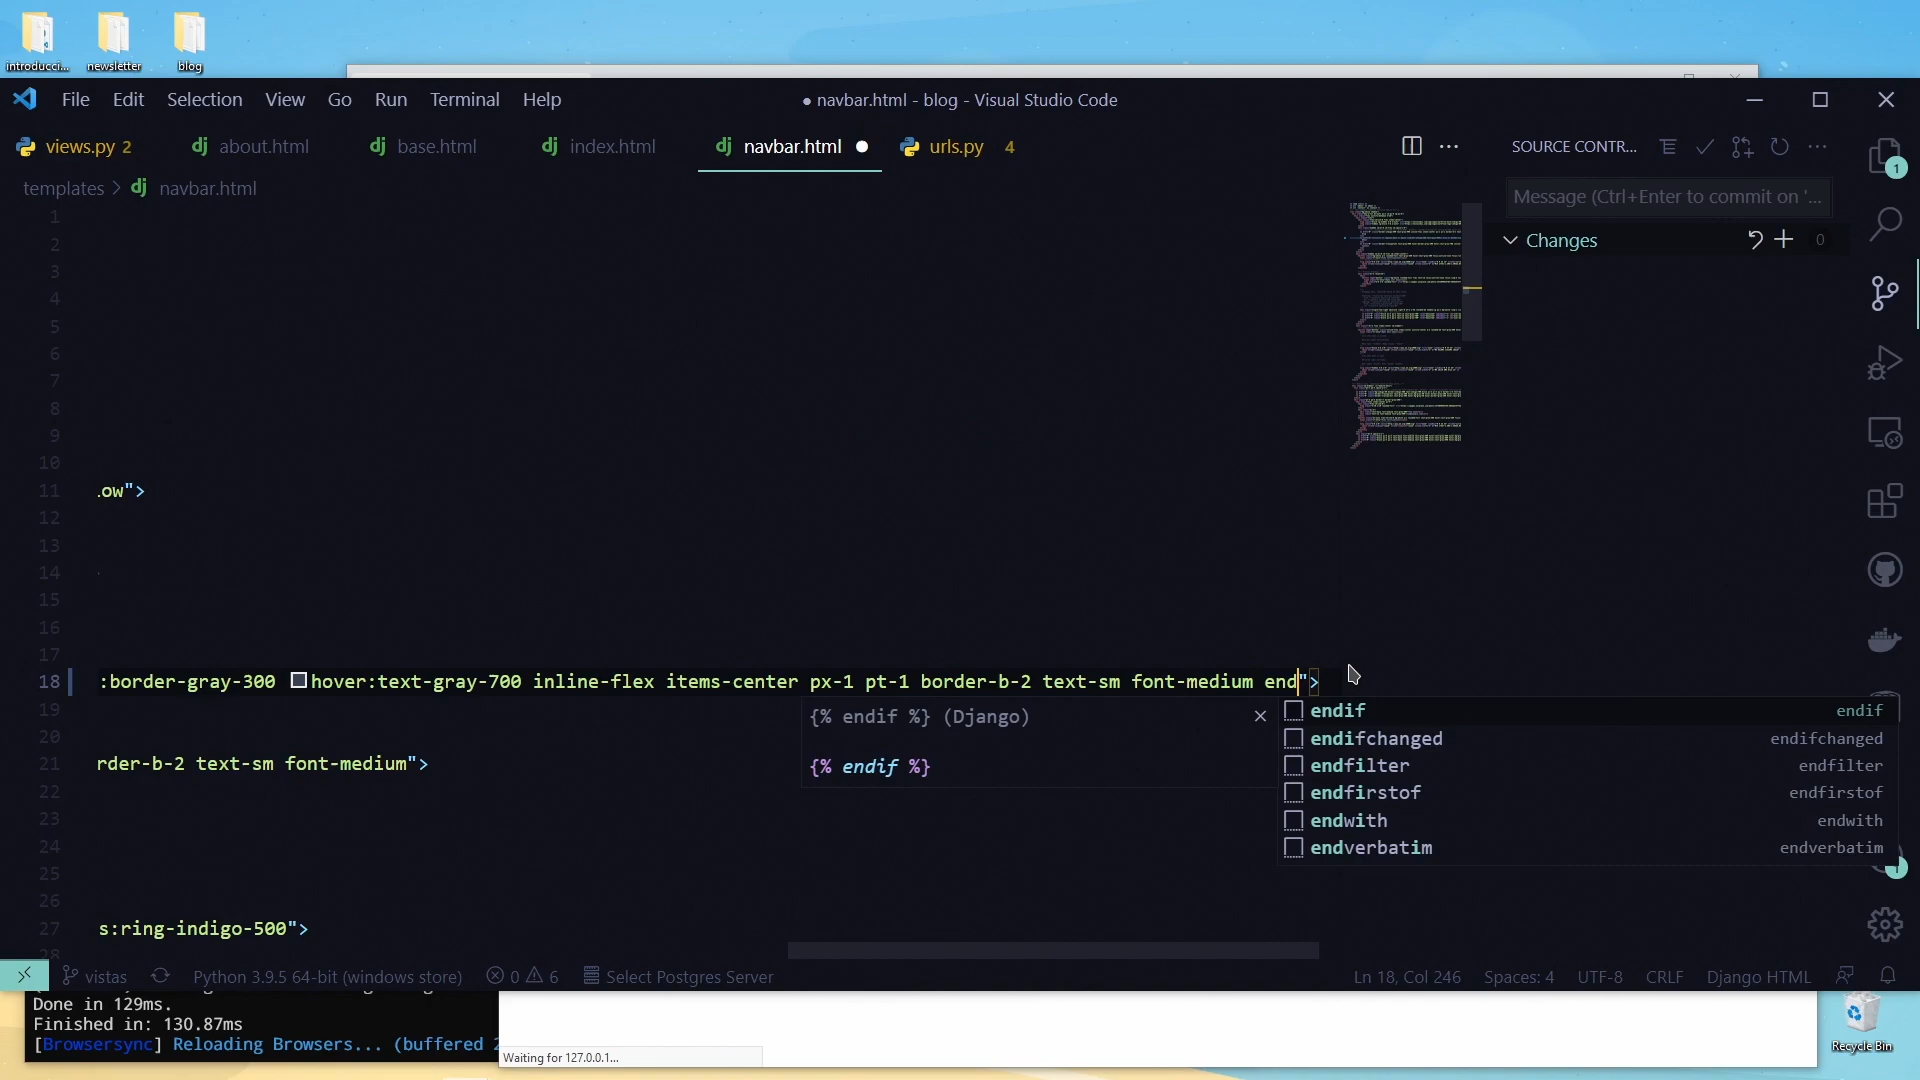 introducci...
newsletter
blog
File
Edit
Selection
View
Go
Run
Terminal
Help
● navbar.html - blog - Visual Studio Code
views.py 2
about.html
base.html
index.html
navbar.html
urls.py 4
SOURCE CONTR...
templates > navbar.html
Message (Ctrl+Enter to commit on '...
Changes
0
1
1
2
3
4
5
6
7
8
9
10
11 .ow">
12
13
14
15
16
17
18 :border-gray-300 hover:text-gray-700 inline-flex items-center px-1 pt-1 border-b-2 text-sm font-medium end">
19
20
21 rder-b-2 text-sm font-medium">
22
23
24
25
26
27 s:ring-indigo-500">
28
{% endif %} (Django)
{% endif %}
endif endif
endifchanged endifchanged
endfilter endfilter
endfirstof endfirstof
endwith endwith
endverbatim endverbatim
1
vistas
Python 3.9.5 64-bit (windows store)
0
6
Select Postgres Server
Ln 18, Col 246
Spaces: 4
UTF-8
CRLF
Django HTML
Done in 129ms.
Finished in: 130.87ms
[Browsersync] Reloading Browsers... (buffered
Waiting for 127.0.0.1...
Recycle Bin